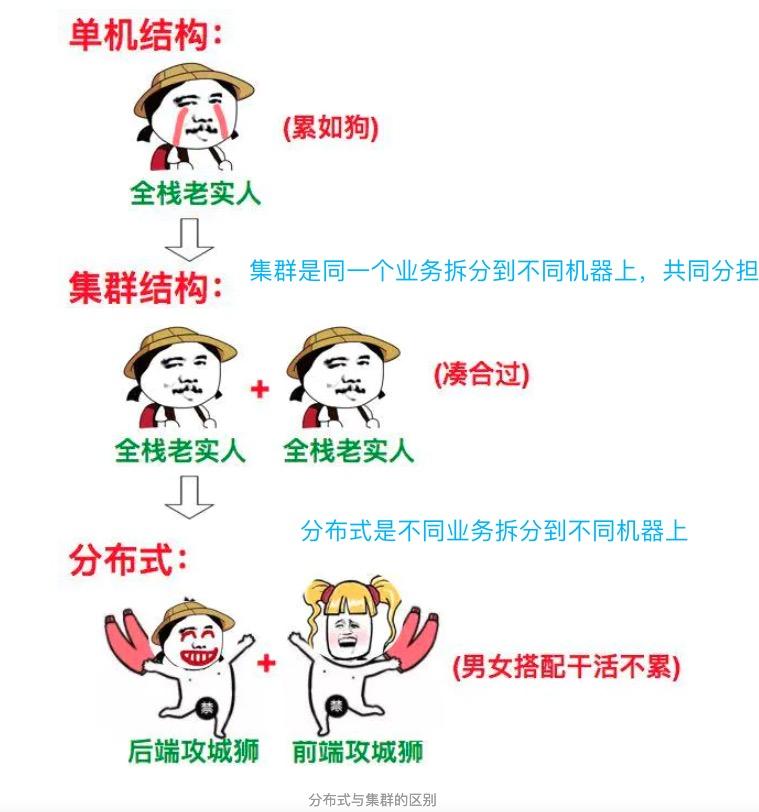 单机结构：
(累如狗)
全栈老实人
集群是同一个业务拆分到不同机器上，共同分担
集群结构：
+
(凑合过)
全栈老实人 全栈老实人
分布式是不同业务拆分到不同机器上
分布式：
+
(男女搭配干活不累)
禁 禁
后端攻城狮 前端攻城狮
分布式与集群的区别